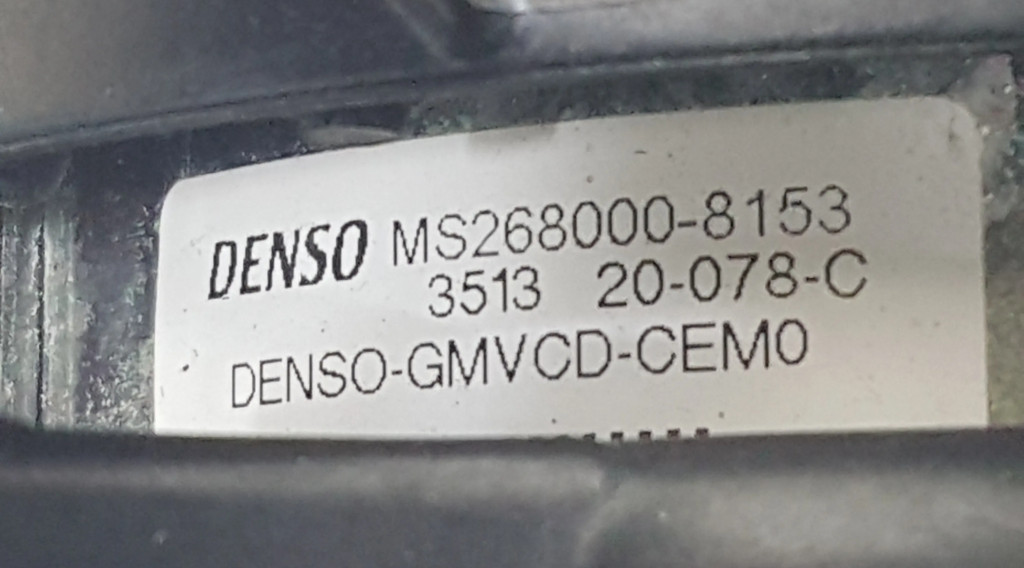 DENSO MS268000-8153
3513 20-078-C
DENSO-GMVCD-CEM0